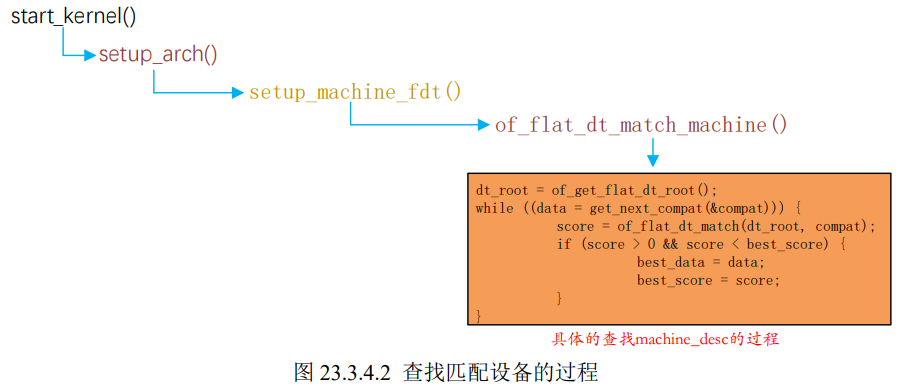 start_kernel()
setup_arch()
setup_machine_fdt()
of_flat_dt_match_machine()
dt_root = of_get_flat_dt_root();
while ((data = get_next_compat(&compat))) {
score = of_flat_dt_match(dt_root, compat);
if (score > 0 && score < best_score) {
best_data = data;
best_score = score;
}
}
具体的查找machine_desc的过程
图 23.3.4.2 查找匹配设备的过程